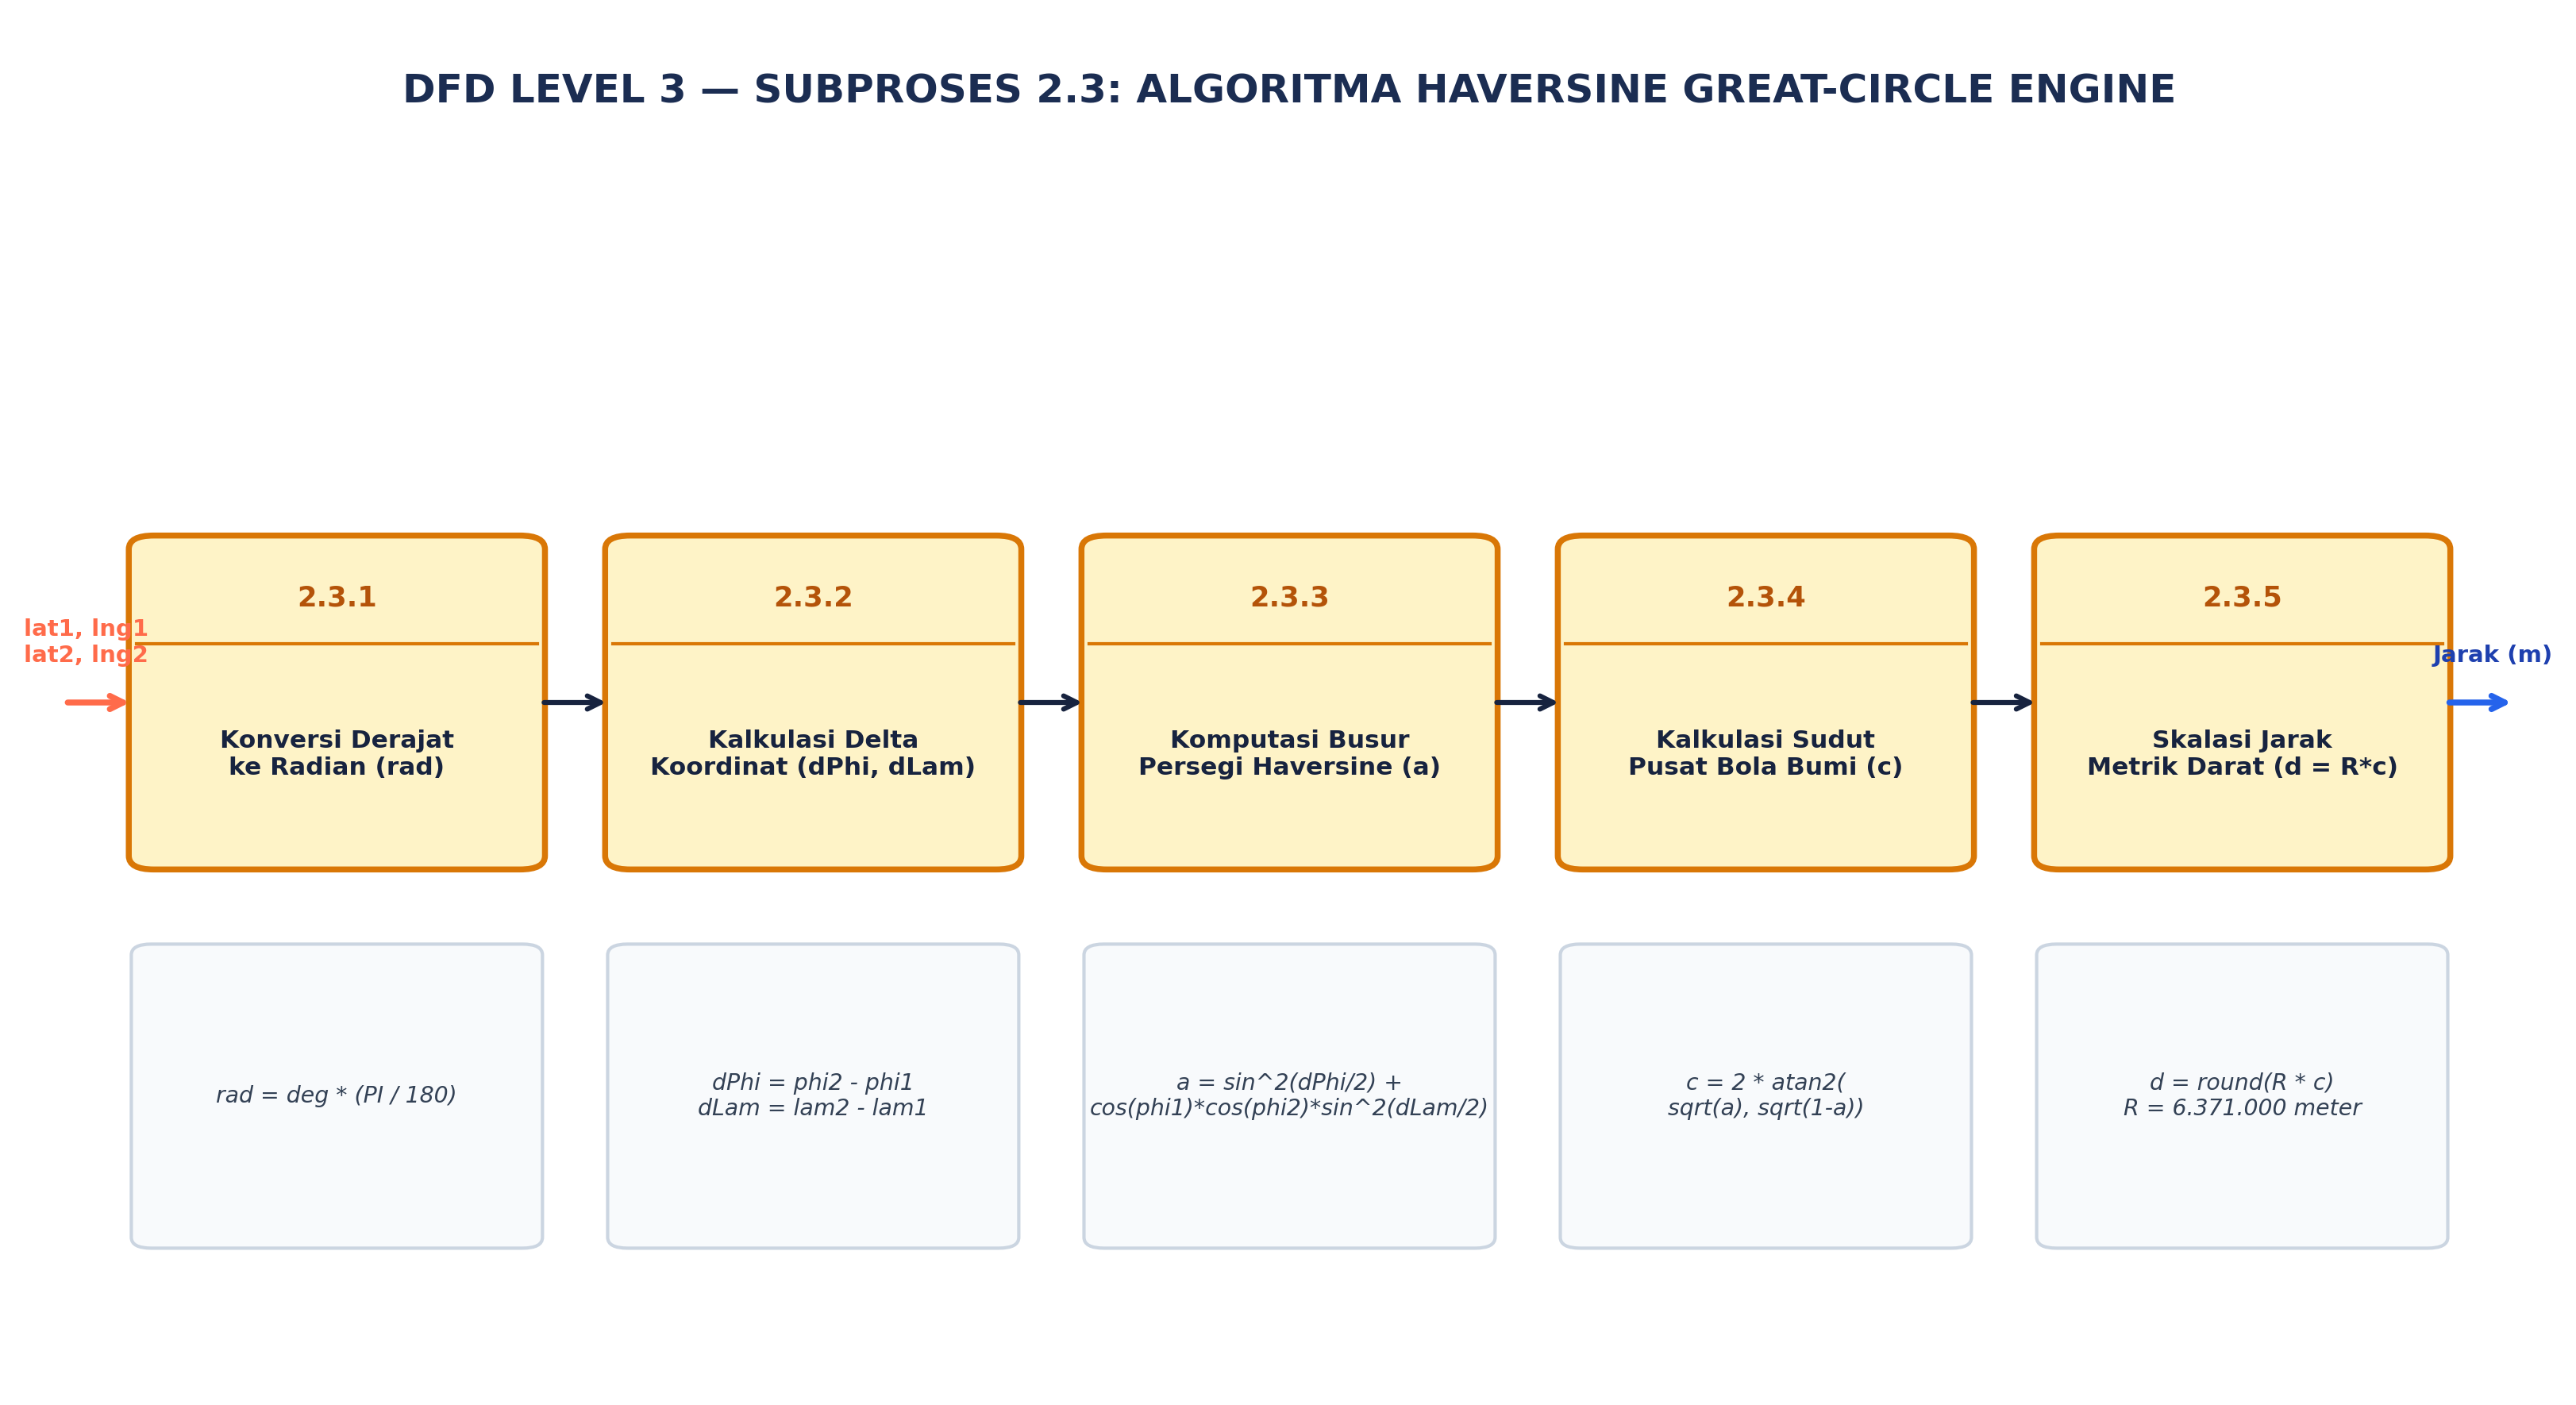 DFD LEVEL 3 — SUBPROSES 2.3: ALGORITMA HAVERSINE GREAT-CIRCLE ENGINE
lat1, lng1
lat2, lng2
2.3.1
Konversi Derajat
ke Radian (rad)
2.3.2
Kalkulasi Delta
Koordinat (dPhi, dLam)
2.3.3
Komputasi Busur
Persegi Haversine (a)
2.3.4
Kalkulasi Sudut
Pusat Bola Bumi (c)
2.3.5
Skalasi Jarak
Metrik Darat (d = R*c)
Jarak (m)
rad = deg * (PI / 180)
dPhi = phi2 - phi1
dLam = lam2 - lam1
a = sin^2(dPhi/2) +
cos(phi1)*cos(phi2)*sin^2(dLam/2)
c = 2 * atan2(
sqrt(a), sqrt(1-a))
d = round(R * c)
R = 6.371.000 meter